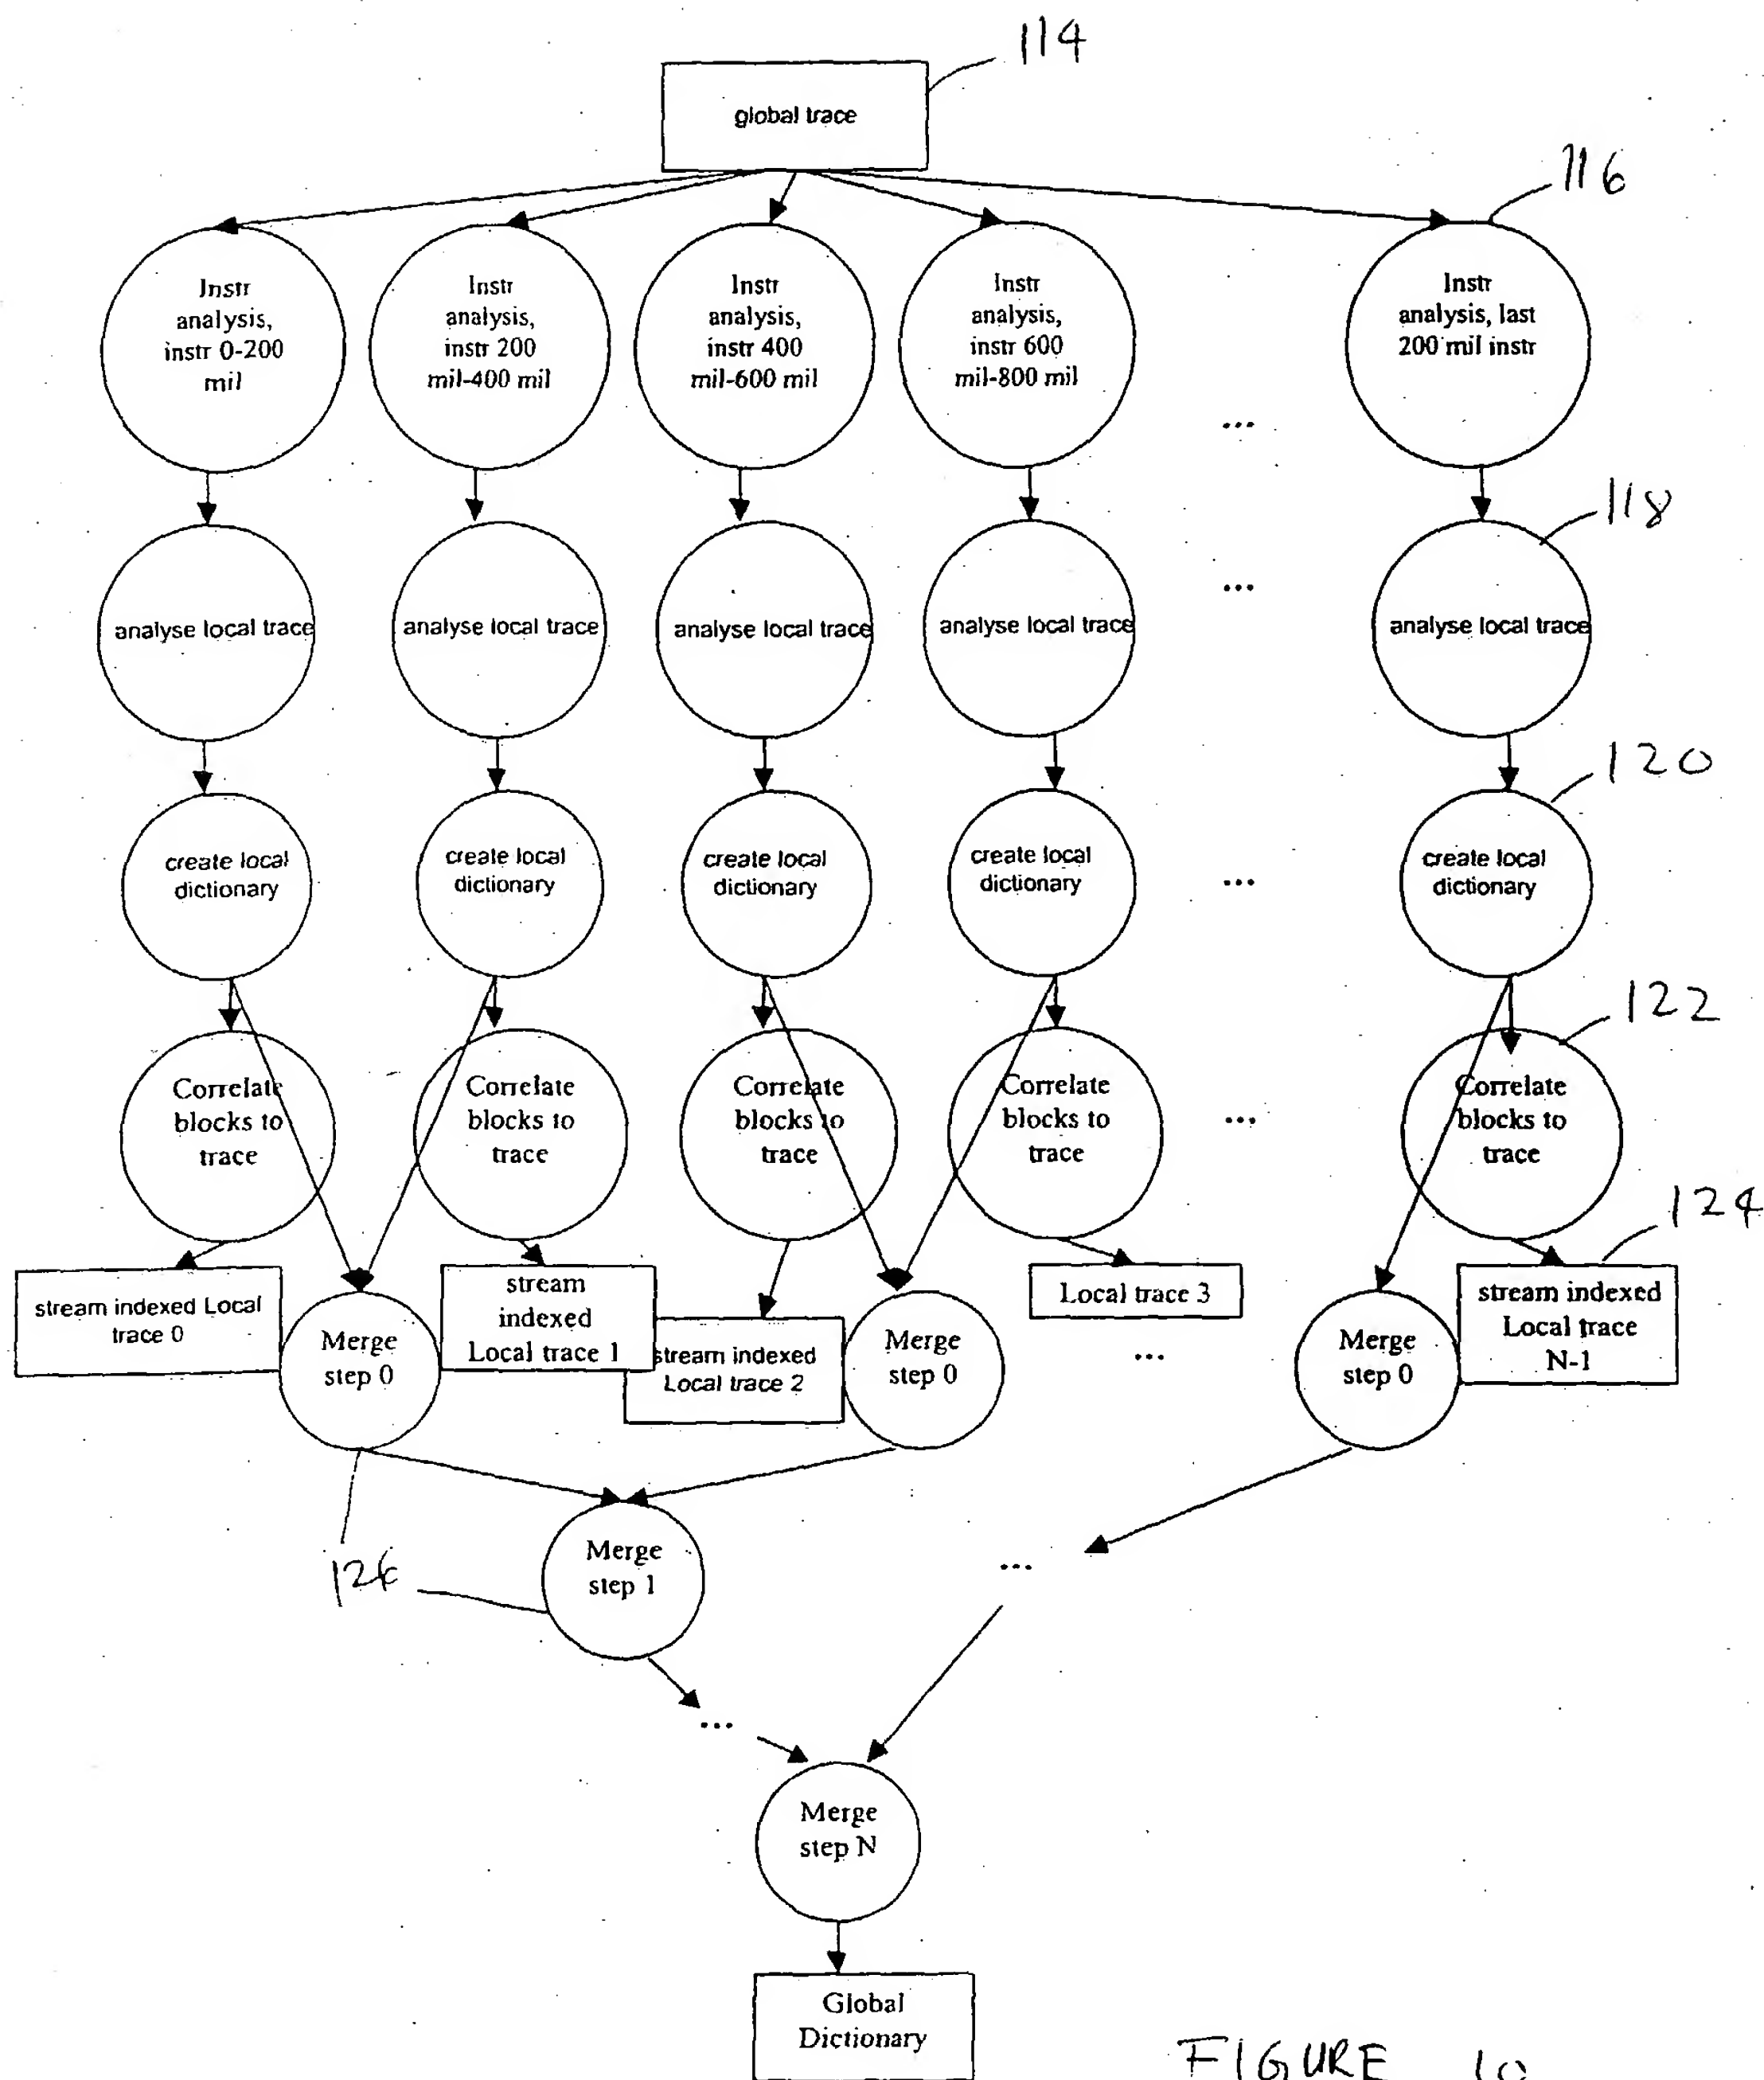 114
global trace
116
Instr
analysis,
instr 0-200
mil
Instr
analysis,
instr 200
mil-400 mil
Instr
analysis,
instr 400
mil-600 mil
Instr
analysis,
instr 600
mil-800 mil
...
Instr
analysis, last
200 mil instr
118
analyse local trace
analyse local trace
analyse local trace
analyse local trace
...
analyse local trace
120
create local
dictionary
create local
dictionary
create local
dictionary
create local
dictionary
...
create local
dictionary
122
Correlate
blocks to
trace
Correlate
blocks to
trace
Correlate
blocks to
trace
Correlate
blocks to
trace
...
Correlate
blocks to
trace
124
stream indexed Local
trace 0
Merge
step 0
stream
indexed
Local trace 1
stream indexed
Local trace 2
Merge
step 0
Local trace 3
...
Merge
step 0
stream indexed
Local trace
N-1
126
Merge
step 1
...
...
Merge
step N
Global
Dictionary
FIGURE 10